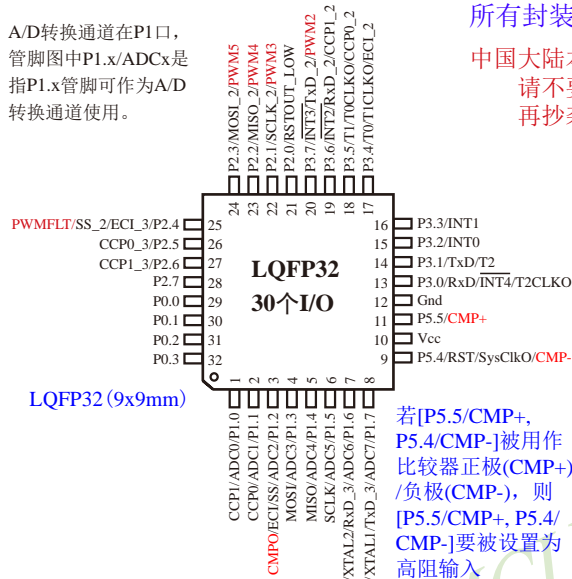 A/D转换通道在P1口，
管脚图中P1.x/ADCx是
指P1.x管脚可作为A/D
转换通道使用。
所有封装
中国大陆本
请不要
再抄袭
P2.3/MOSI_2/PWM5
P2.2/MISO_2/PWM4
P2.1/SCLK_2/PWM3
P2.0/RSTOUT_LOW
P3.7/INT3/TxD_2/PWM2
P3.6/INT2/RxD_2/CCP1_2
P3.5/T1/T0CLKO/CCP0_2
P3.4/T0/T1CLKO/ECI_2
24
23
22
21
20
19
18
17
PWMFLT/SS_2/ECI_3/P2.4 25
CCP0_3/P2.5 26
CCP1_3/P2.6 27
P2.7 28
P0.0 29
P0.1 30
P0.2 31
P0.3 32
LQFP32
30个I/O
16 P3.3/INT1
15 P3.2/INT0
14 P3.1/TxD/T2
13 P3.0/RxD/INT4/T2CLKO
12 Gnd
11 P5.5/CMP+
10 Vcc
9 P5.4/RST/SysClkO/CMP-
1
2
3
4
5
6
7
8
CCP1/ADC0/P1.0
CCP0/ADC1/P1.1
CMPO/ECI/SS/ADC2/P1.2
MOSI/ADC3/P1.3
MISO/ADC4/P1.4
SCLK/ADC5/P1.5
XTAL2/RxD_3/ADC6/P1.6
XTAL1/TxD_3/ADC7/P1.7
LQFP32(9x9mm)
若[P5.5/CMP+,
P5.4/CMP-]被用作
比较器正极(CMP+)
/负极(CMP-)，则
[P5.5/CMP+, P5.4/
CMP-]要被设置为
高阻输入